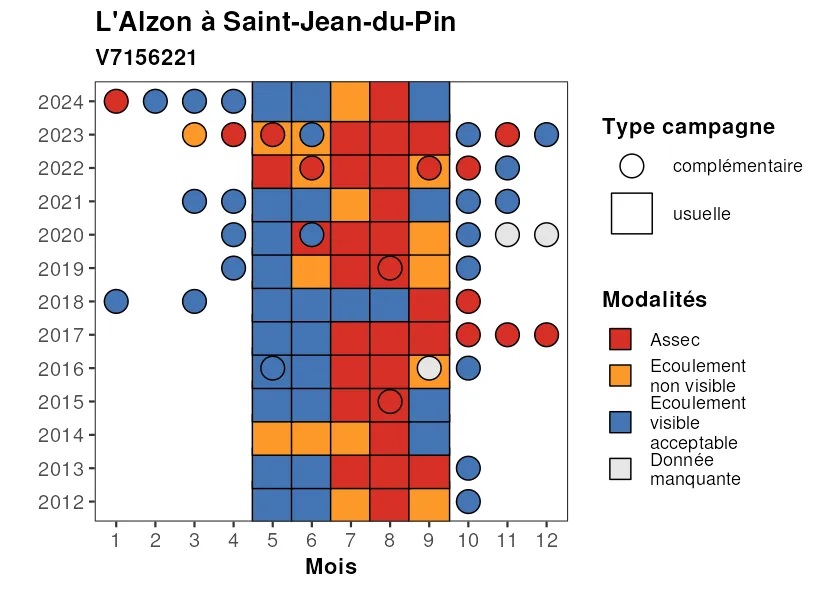 L'Alzon à Saint-Jean-du-Pin
V7156221
2024
2023
2022
2021
2020
2019
2018
2017
2016
2015
2014
2013
2012
1 2 3 4 5 6 7 8 9 10 11 12
Mois
Type campagne
complémentaire
usuelle
Modalités
Assec
Ecoulement
non visible
Ecoulement
visible
acceptable
Donnée
manquante